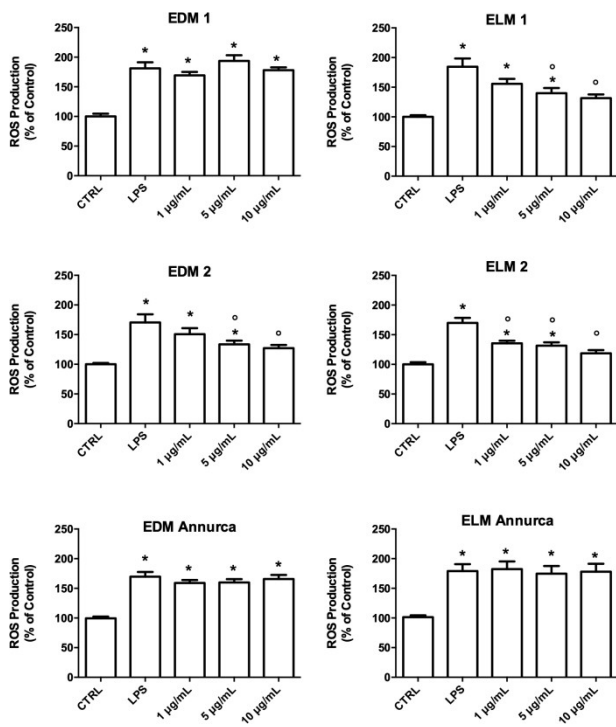 EDM 1
ROS Production
(% of Control)
250
200
150
100
50
0
* * * *
CTRL
LPS
1 µg/mL
5 µg/mL
10 µg/mL
ELM 1
ROS Production
(% of Control)
250
200
150
100
50
0
* * ° * °
CTRL
LPS
1 µg/mL
5 µg/mL
10 µg/mL
EDM 2
ROS Production
(% of Control)
250
200
150
100
50
0
* * ° * °
CTRL
LPS
1 µg/mL
5 µg/mL
10 µg/mL
ELM 2
ROS Production
(% of Control)
250
200
150
100
50
0
* ° * ° * °
CTRL
LPS
1 µg/mL
5 µg/mL
10 µg/mL
EDM Annurca
ROS Production
(% of Control)
250
200
150
100
50
0
* * * *
CTRL
LPS
1 µg/mL
5 µg/mL
10 µg/mL
ELM Annurca
ROS Production
(% of Control)
250
200
150
100
50
0
* * * *
CTRL
LPS
1 µg/mL
5 µg/mL
10 µg/mL